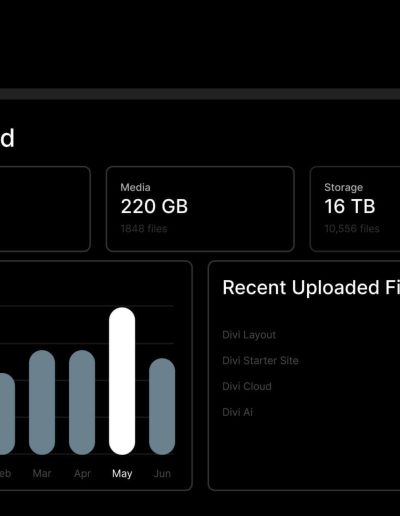 d
Media
220 GB
1848 files
Storage
16 TB
10,556 files
Recent Uploaded Fi
Divi Layout
Divi Starter Site
Divi Cloud
Divi Ai
eb Mar Apr May Jun